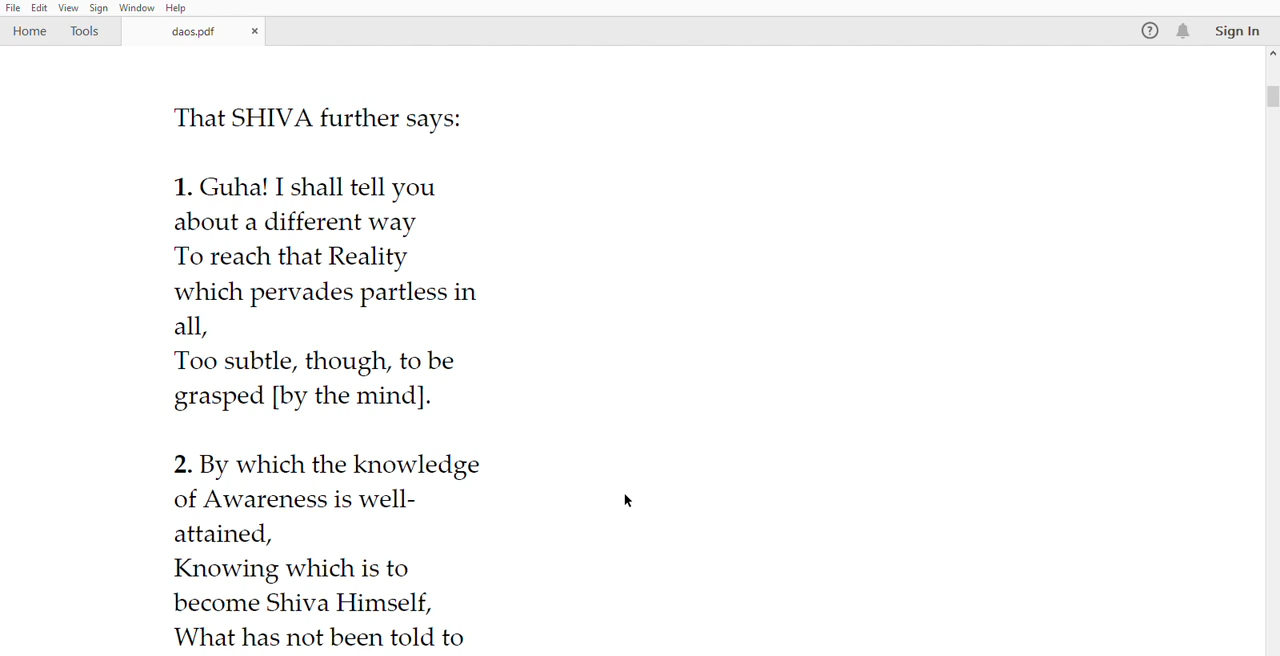 File Edit View Sign Window Help
Home Tools daos.pdf × ? Sign In
That SHIVA further says:
1. Guha! I shall tell you
about a different way
To reach that Reality
which pervades partless in
all,
Too subtle, though, to be
grasped [by the mind].
2. By which the knowledge
of Awareness is well-
attained,
Knowing which is to
become Shiva Himself,
What has not been told to